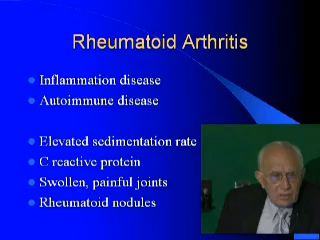 Rheumatoid Arthritis
Inflammation disease
Autoimmune disease
Elevated sedimentation rate
C reactive protein
Swollen, painful joints
Rheumatoid nodules